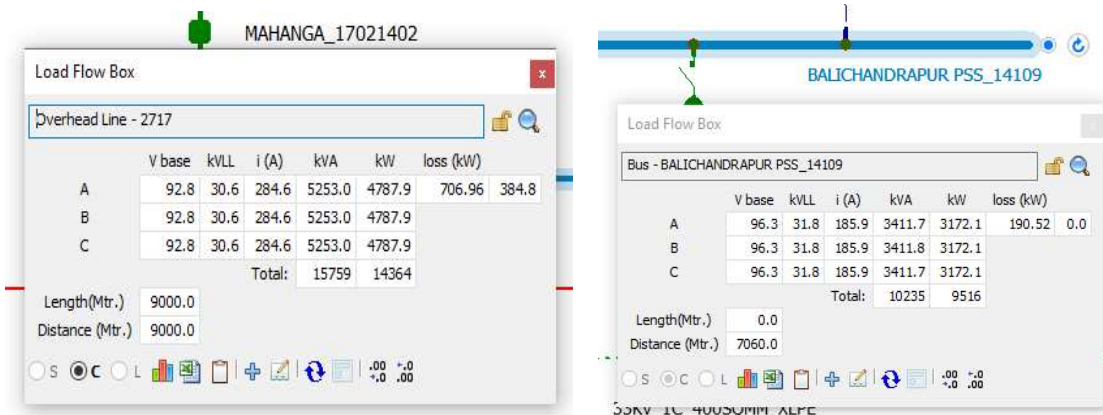 MAHANGA_17021402
Load Flow Box
x
Overhead Line - 2717
V base kVLL i (A) kVA kW loss (kW)
A 92.8 30.6 284.6 5253.0 4787.9 706.96 384.8
B 92.8 30.6 284.6 5253.0 4787.9
C 92.8 30.6 284.6 5253.0 4787.9
Total: 15759 14364
Length(Mtr.) 9000.0
Distance (Mtr.) 9000.0
S C L
BALICHANDRAPUR PSS_14109
Load Flow Box
Bus - BALICHANDRAPUR PSS_14109
V base kVLL i (A) kVA kW loss (kW)
A 96.3 31.8 185.9 3411.7 3172.1 190.52 0.0
B 96.3 31.8 185.9 3411.8 3172.1
C 96.3 31.8 185.9 3411.7 3172.1
Total: 10235 9516
Length(Mtr.) 0.0
Distance (Mtr.) 7060.0
S C L
33KV 1C 400SQMM XLPE